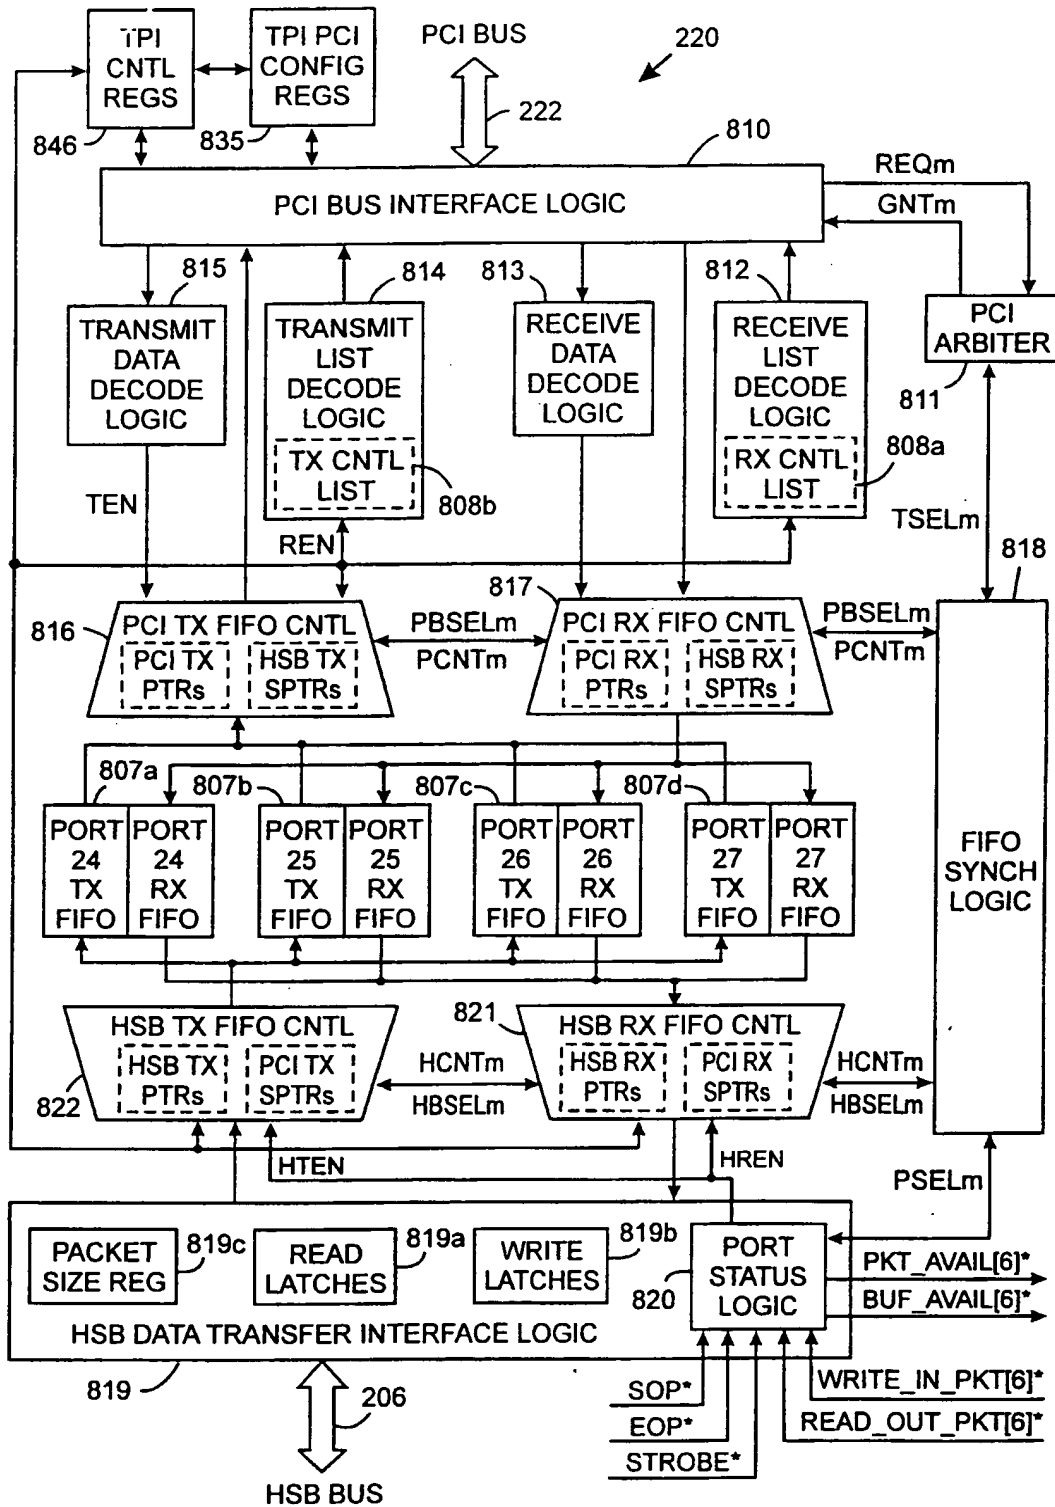 TPI
CNTL
REGS
846
TPI PCI
CONFIG
REGS
835
PCI BUS
222
220
810
PCI BUS INTERFACE LOGIC
REQm
GNTm
815
TRANSMIT
DATA
DECODE
LOGIC
814
TRANSMIT
LIST
DECODE
LOGIC
TX CNTL
LIST
808b
813
RECEIVE
DATA
DECODE
LOGIC
812
RECEIVE
LIST
DECODE
LOGIC
RX CNTL
LIST
808a
PCI
ARBITER
811
TEN
REN
TSELm
818
816
PCI TX FIFO CNTL
PCI TX
PTRs
HSB TX
SPTRs
PBSELm
PCNTm
817
PCI RX FIFO CNTL
PCI RX
PTRs
HSB RX
SPTRs
PBSELm
PCNTm
807a
807b
807c
807d
PORT
24
TX
FIFO
PORT
24
RX
FIFO
PORT
25
TX
FIFO
PORT
25
RX
FIFO
PORT
26
TX
FIFO
PORT
26
RX
FIFO
PORT
27
TX
FIFO
PORT
27
RX
FIFO
FIFO
SYNCH
LOGIC
HSB TX FIFO CNTL
HSB TX
PTRs
PCI TX
SPTRs
822
HCNTm
HBSELm
821
HSB RX FIFO CNTL
HSB RX
PTRs
PCI RX
SPTRs
HCNTm
HBSELm
HTEN
HREN
PSELm
PACKET
SIZE REG
819c
READ
LATCHES
819a
WRITE
LATCHES
819b
820
PORT
STATUS
LOGIC
HSB DATA TRANSFER INTERFACE LOGIC
PKT_AVAIL[6]*
BUF_AVAIL[6]*
819
206
HSB BUS
SOP*
EOP*
STROBE*
WRITE_IN_PKT[6]*
READ_OUT_PKT[6]*